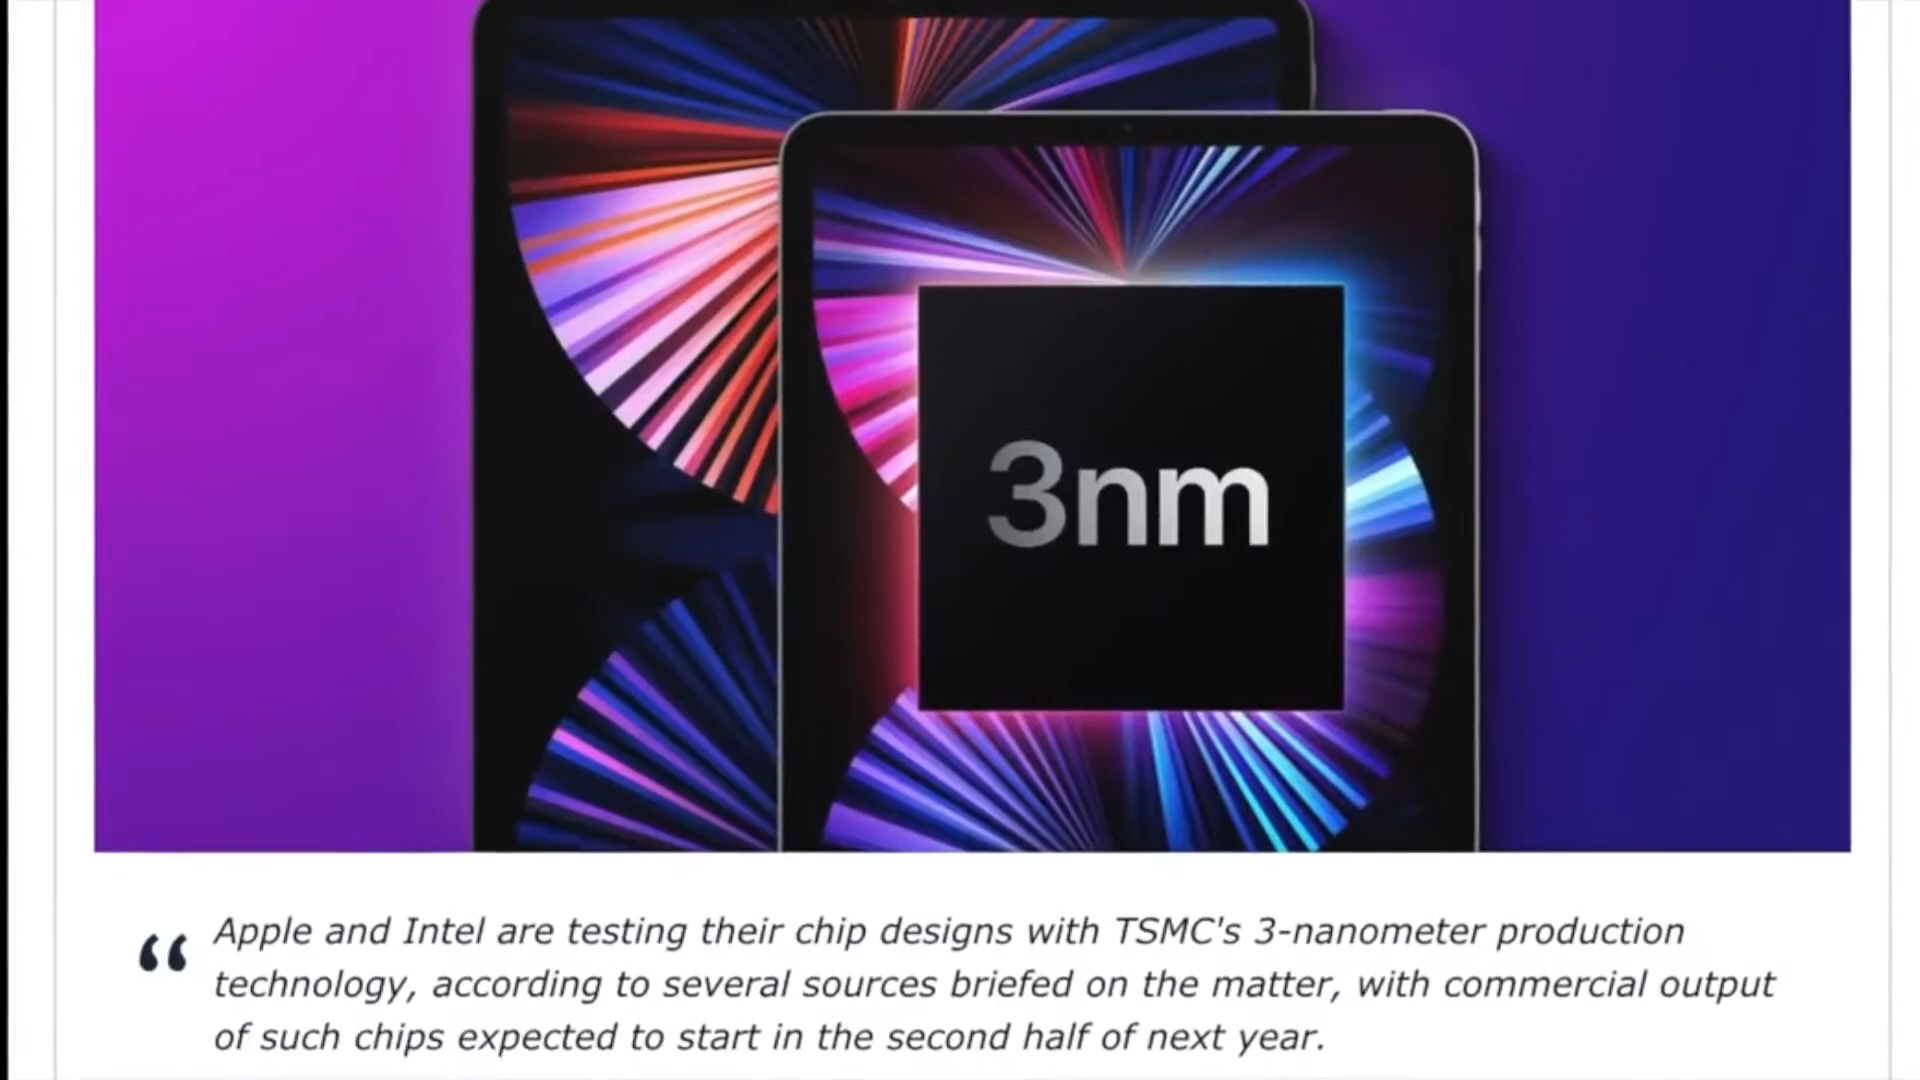 3nm
“ Apple and Intel are testing their chip designs with TSMC's 3-nanometer production
technology, according to several sources briefed on the matter, with commercial output
of such chips expected to start in the second half of next year.